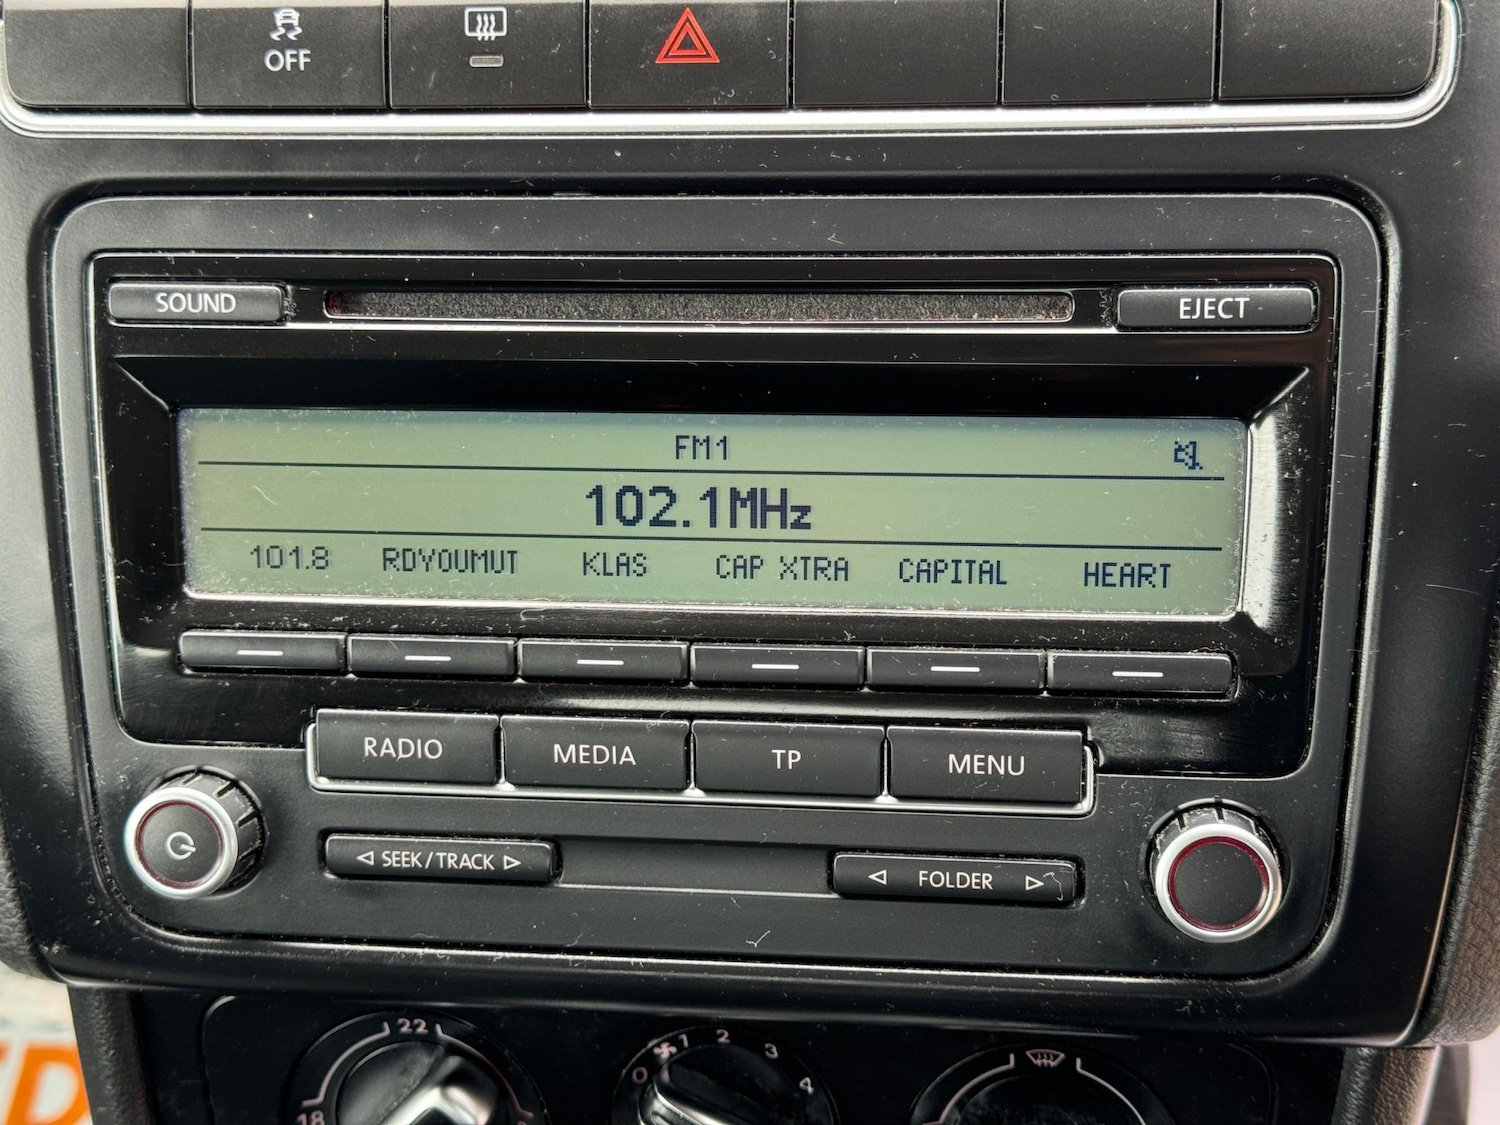 OFF
SOUND
EJECT
FM1
102.1MHz
101.8 RDYOUMUT KLAS CAP XTRA CAPITAL HEART
RADIO MEDIA TP MENU
SEEK/TRACK
FOLDER
22
18
0 1 2 3 4